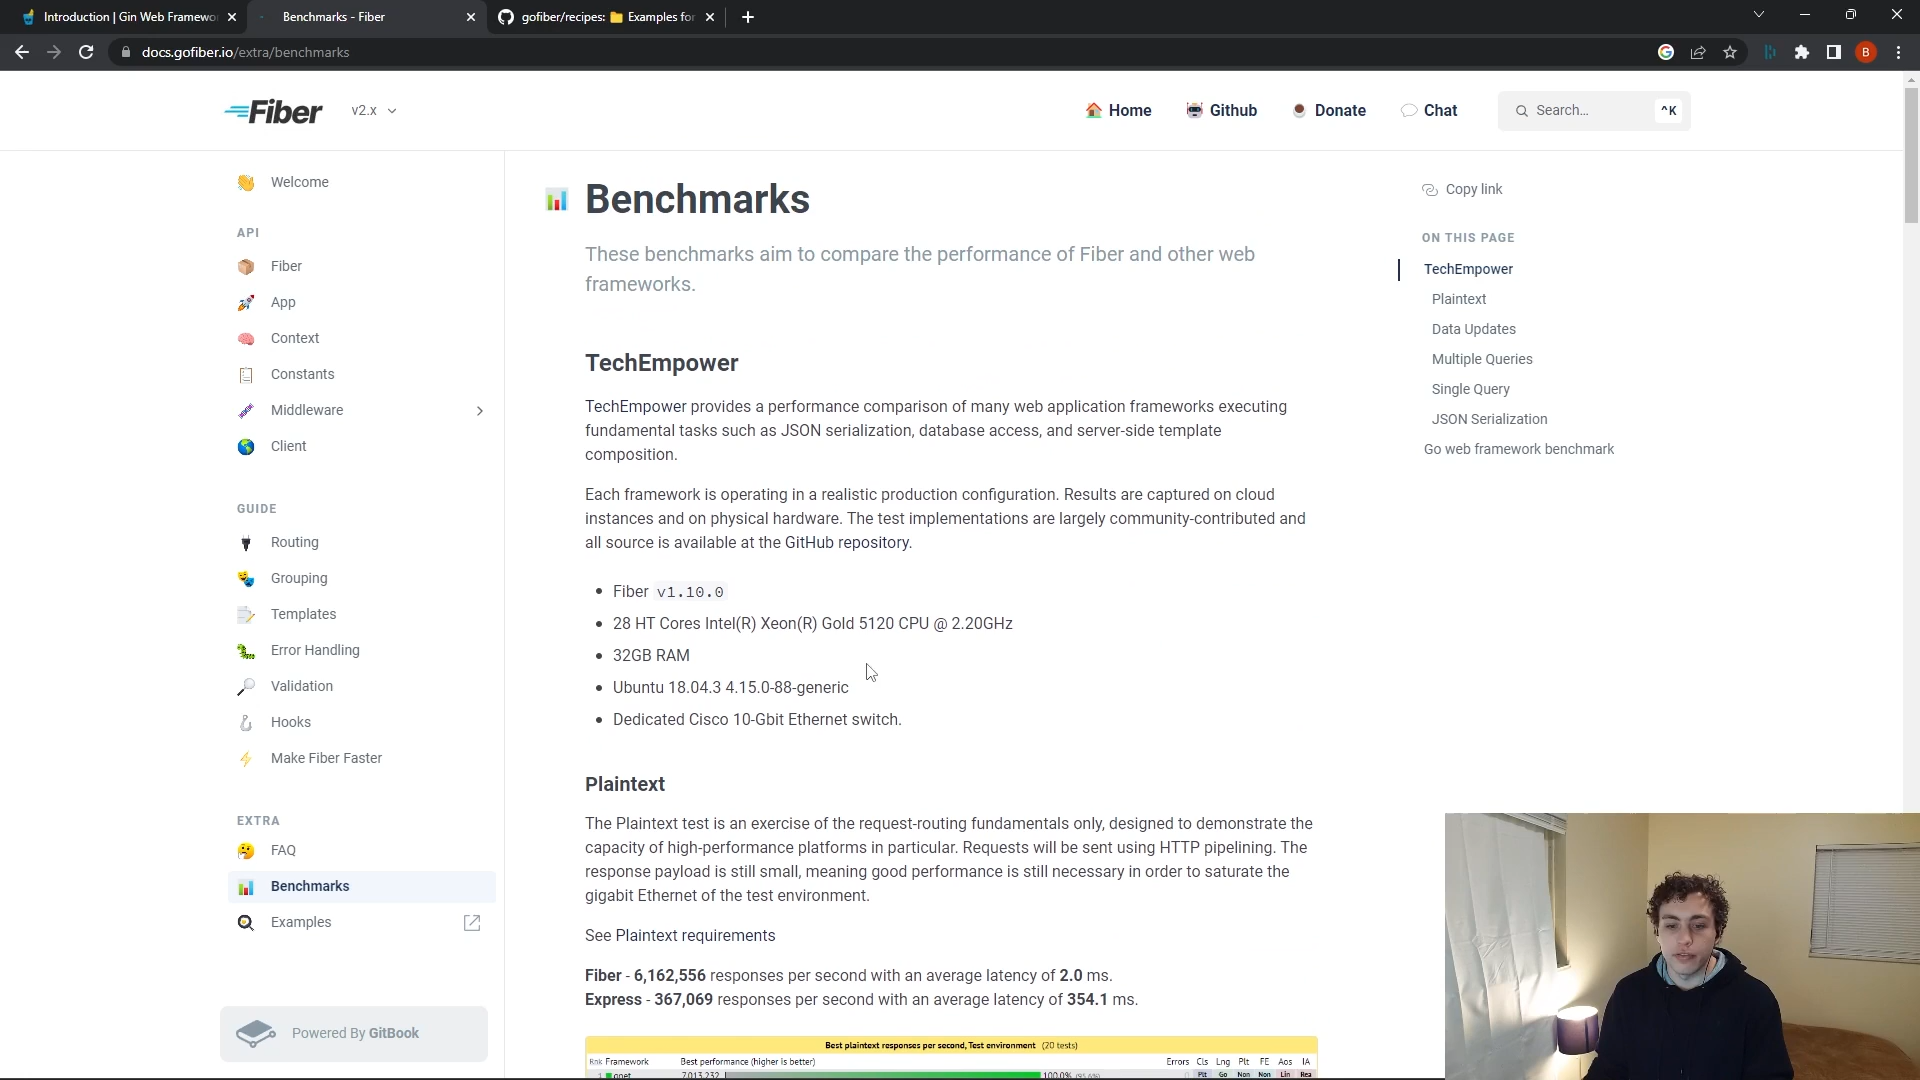 Introduction | Gin Web Framewo
Benchmarks - Fiber
gofiber/recipes: 📁 Examples for
docs.gofiber.io/extra/benchmarks
B
Fiber
v2.x
Home
Github
Donate
Chat
Search...
^K
Welcome
API
Fiber
App
Context
Constants
Middleware
Client
GUIDE
Routing
Grouping
Templates
Error Handling
Validation
Hooks
Make Fiber Faster
EXTRA
FAQ
Benchmarks
Examples
Powered By GitBook
Benchmarks
These benchmarks aim to compare the performance of Fiber and other web
frameworks.
TechEmpower
TechEmpower provides a performance comparison of many web application frameworks executing
fundamental tasks such as JSON serialization, database access, and server-side template
composition.
Each framework is operating in a realistic production configuration. Results are captured on cloud
instances and on physical hardware. The test implementations are largely community-contributed and
all source is available at the GitHub repository.
• Fiber v1.10.0
• 28 HT Cores Intel(R) Xeon(R) Gold 5120 CPU @ 2.20GHz
• 32GB RAM
• Ubuntu 18.04.3 4.15.0-88-generic
• Dedicated Cisco 10-Gbit Ethernet switch.
Plaintext
The Plaintext test is an exercise of the request-routing fundamentals only, designed to demonstrate the
capacity of high-performance platforms in particular. Requests will be sent using HTTP pipelining. The
response payload is still small, meaning good performance is still necessary in order to saturate the
gigabit Ethernet of the test environment.
See Plaintext requirements
Fiber - 6,162,556 responses per second with an average latency of 2.0 ms.
Express - 367,069 responses per second with an average latency of 354.1 ms.
Best plaintext responses per second, Test environment (20 tests)
Rnk Framework Best performance (higher is better) Errors Cls Lng Plt FE Aos IA
1 gnet 7,013,232 100.0% 0 Plt Go Non Non Lin Rea
Copy link
ON THIS PAGE
TechEmpower
Plaintext
Data Updates
Multiple Queries
Single Query
JSON Serialization
Go web framework benchmark